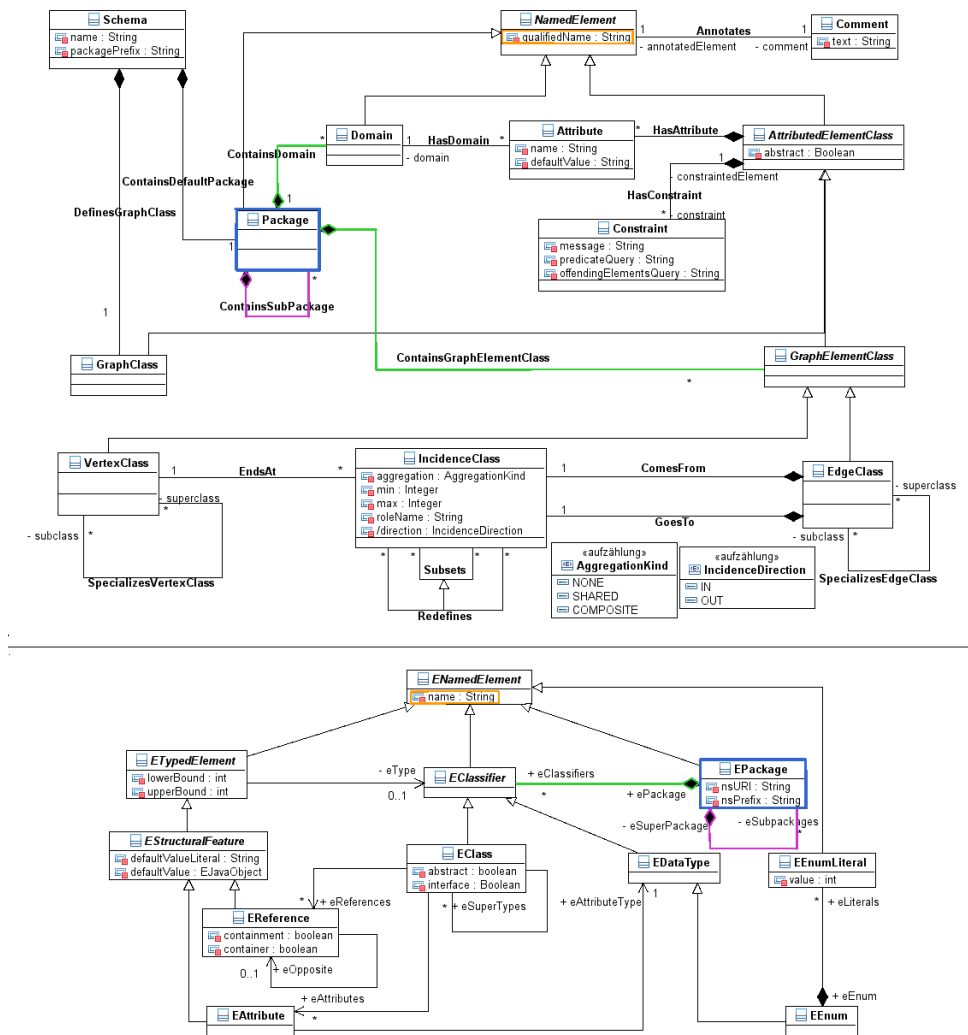 Schema
name : String
packagePrefix : String
NamedElement
qualifiedName : String
1
Annotates
1
- annotatedElement
- comment
Comment
text : String
ContainsDomain
*
Domain
1
HasDomain
*
- domain
Attribute
name : String
defaultValue : String
*
HasAttribute
1
AttributedElementClass
abstract : Boolean
ContainsDefaultPackage
DefinesGraphClass
1
Package
1
*
ContainsSubPackage
1
- constraintedElement
HasConstraint
*
- constraint
Constraint
message : String
predicateQuery : String
offendingElementsQuery : String
1
GraphClass
ContainsGraphElementClass
*
GraphElementClass
VertexClass
1
EndsAt
*
- superclass
*
- subclass
*
SpecializesVertexClass
IncidenceClass
aggregation : AggregationKind
min : Integer
max : Integer
roleName : String
/direction : IncidenceDirection
*
*
*
*
Subsets
Redefines
1
ComesFrom
1
GoesTo
EdgeClass
- superclass
*
- subclass
*
SpecializesEdgeClass
«aufzählung»
AggregationKind
NONE
SHARED
COMPOSITE
«aufzählung»
IncidenceDirection
IN
OUT
ENamedElement
name : String
ETypedElement
lowerBound : int
upperBound : int
- eType
0..1
EClassifier
+ eClassifiers
*
+ ePackage
EPackage
nsURI : String
nsPrefix : String
- eSuperPackage
- eSubpackages
*
EStructuralFeature
defaultValueLiteral : String
defaultValue : EJavaObject
EClass
abstract : boolean
interface : Boolean
*
+ eReferences
*
+ eSuperTypes
EDataType
+ eAttributeType
1
EEnumLiteral
value : int
*
+ eLiterals
EReference
containment : boolean
container : boolean
0..1
+ eOpposite
+ eAttributes
*
EAttribute
+ eEnum
EEnum